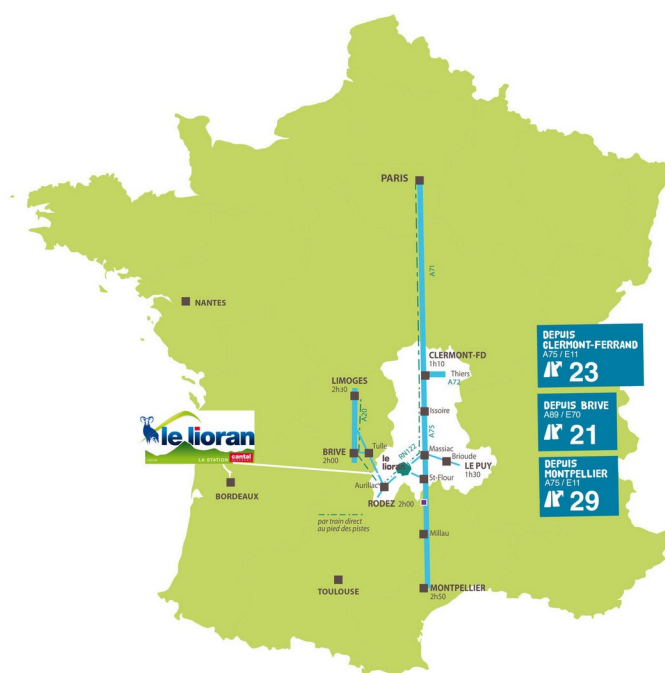 PARIS
A71
NANTES
DEPUIS
CLERMONT-FERRAND
A75 / E11
23
CLERMONT-FD
1h10
Thiers
A72
LIMOGES
2h30
A20
Issoire
DEPUIS BRIVE
A89 / E70
21
le lioran
LA STATION
cantal
Tulle
BRIVE
2h00
A75
RN122
Massiac
Brioude
le
lioran
LE PUY
1h30
DEPUIS
MONTPELLIER
A75 / E11
29
St-Flour
Aurillac
BORDEAUX
RODEZ 2h00
par train direct
au pied des pistes
Millau
TOULOUSE
MONTPELLIER
2h50